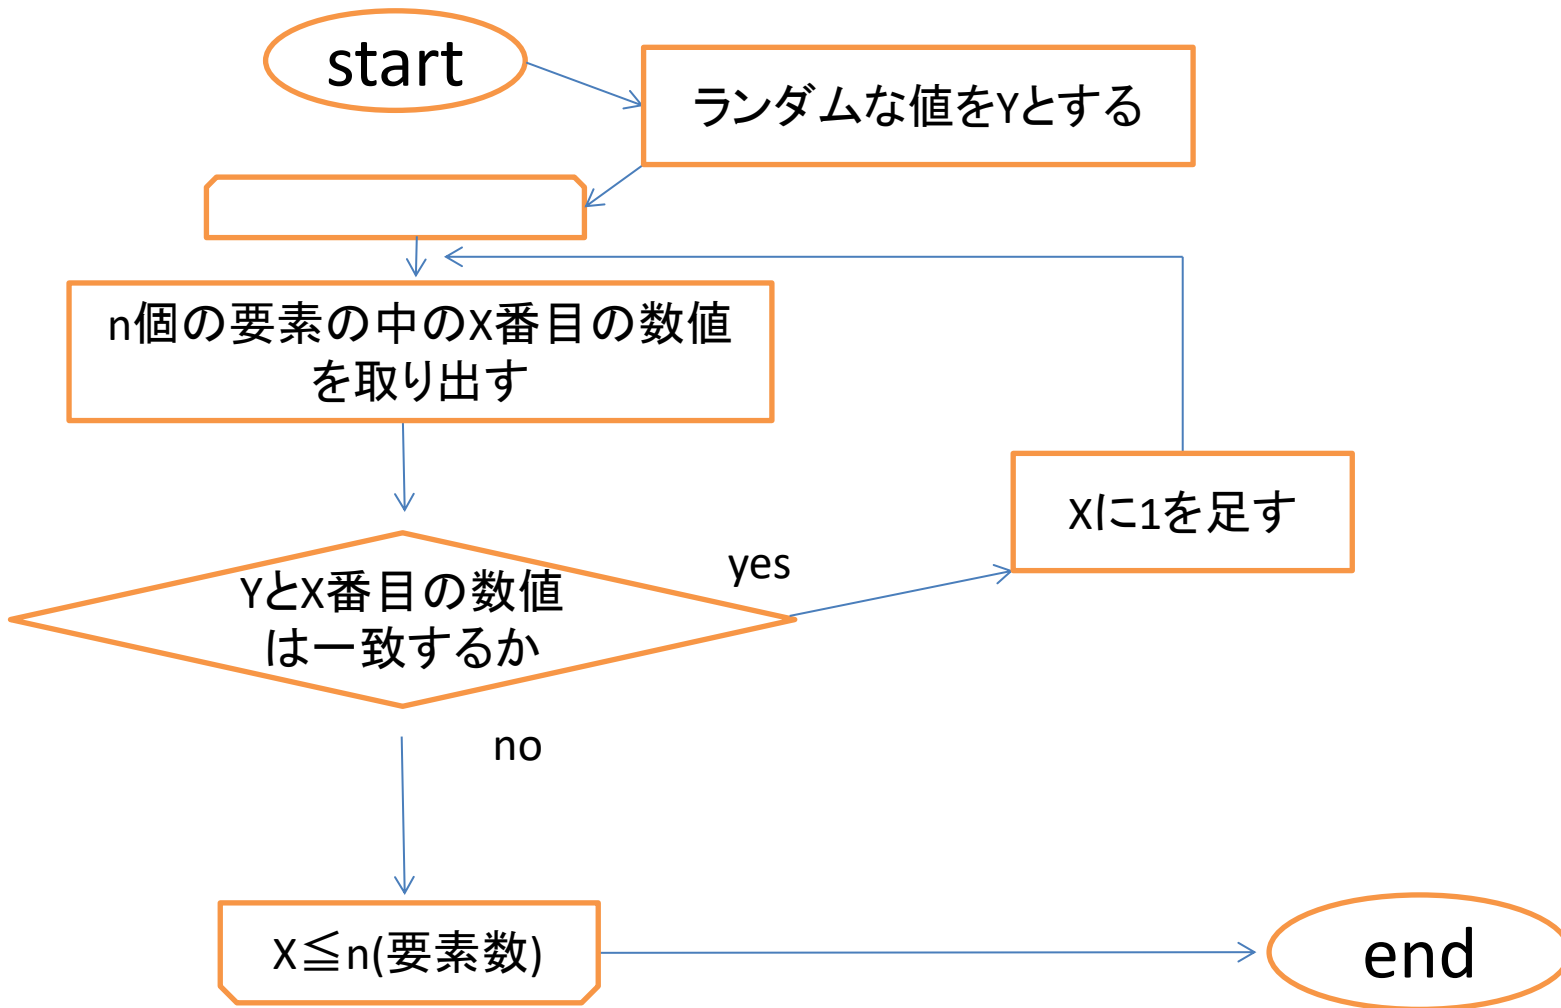 start
ランダムな値をYとする
n個の要素の中のX番目の数値
を取り出す
Xに1を足す
YとX番目の数値
は一致するか
yes
no
X≦n(要素数)
end